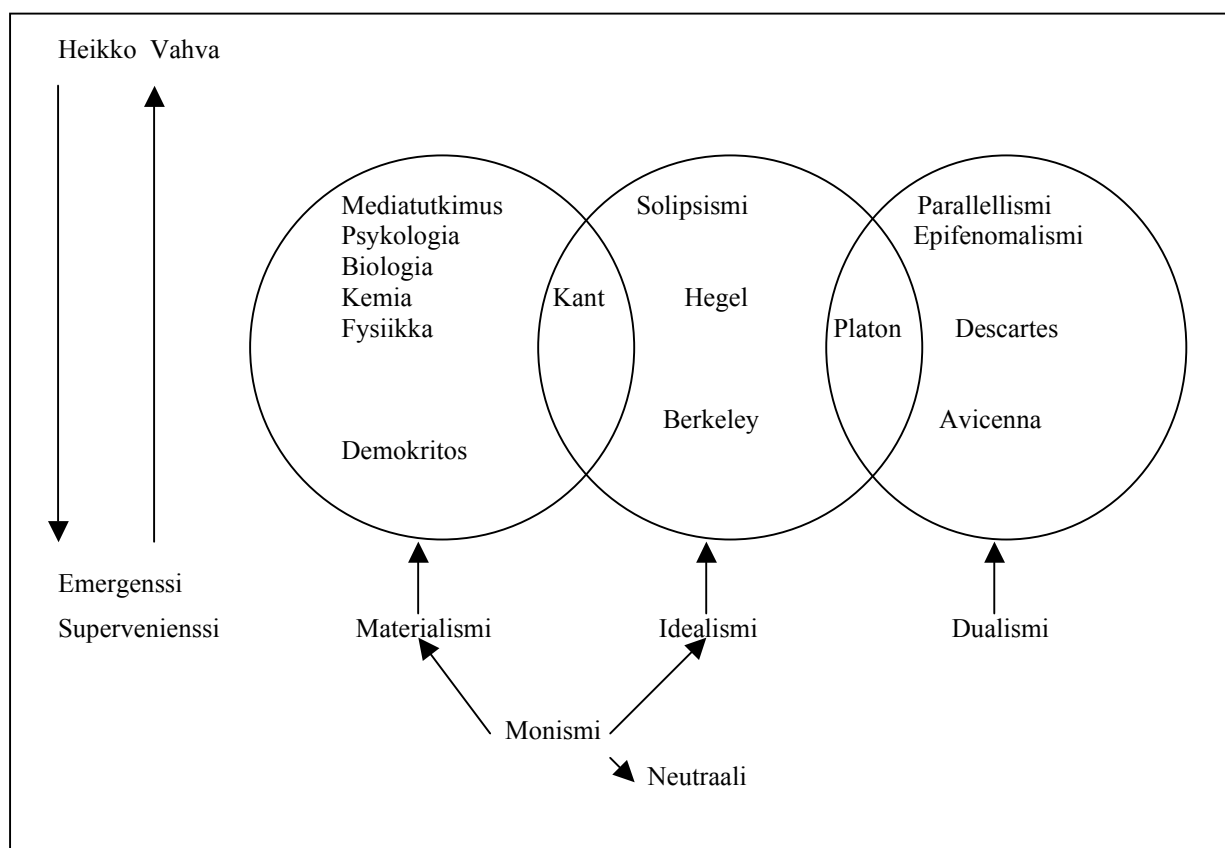 Heikko Vahva
Mediatutkimus
Psykologia
Biologia
Kemia
Fysiikka
Demokritos
Kant
Solipsismi
Hegel
Berkeley
Platon
Parallellismi
Epifenomalismi
Descartes
Avicenna
Emergenssi
Supervenienssi
Materialismi
Idealismi
Dualismi
Monismi
Neutraali